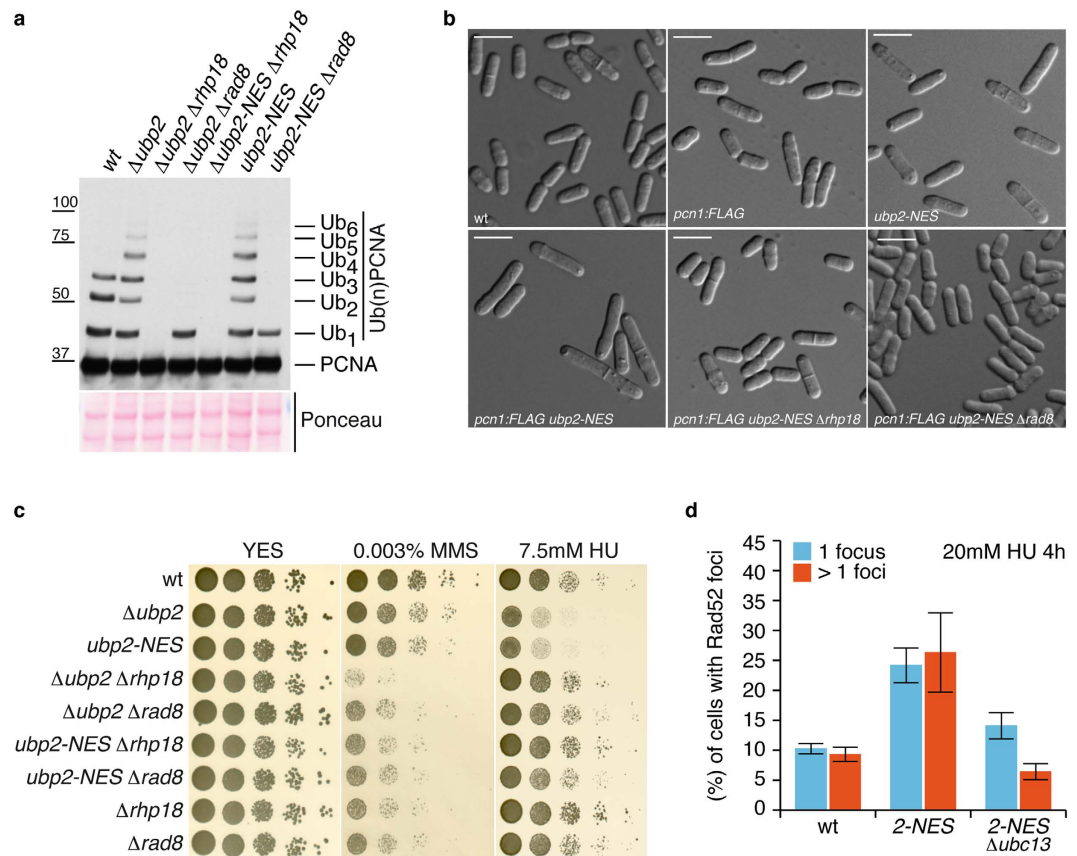 a
wt
Δubp2
Δubp2 Δrhp18
Δubp2 Δrad8
Δubp2-NES Δrhp18
ubp2-NES
ubp2-NES Δrad8
100
75
50
37
Ub6
Ub5
Ub4
Ub3
Ub2
Ub1
Ub(n)PCNA
PCNA
Ponceau
b
wt
pcn1:FLAG
ubp2-NES
pcn1:FLAG ubp2-NES
pcn1:FLAG ubp2-NES Δrhp18
pcn1:FLAG ubp2-NES Δrad8
c
YES 0.003% MMS 7.5mM HU
wt
Δubp2
ubp2-NES
Δubp2 Δrhp18
Δubp2 Δrad8
ubp2-NES Δrhp18
ubp2-NES Δrad8
Δrhp18
Δrad8
d
(%) of cells with Rad52 foci
45
40
35
30
25
20
15
10
5
0
1 focus
> 1 foci
20mM HU 4h
wt
2-NES
2-NES
Δubc13